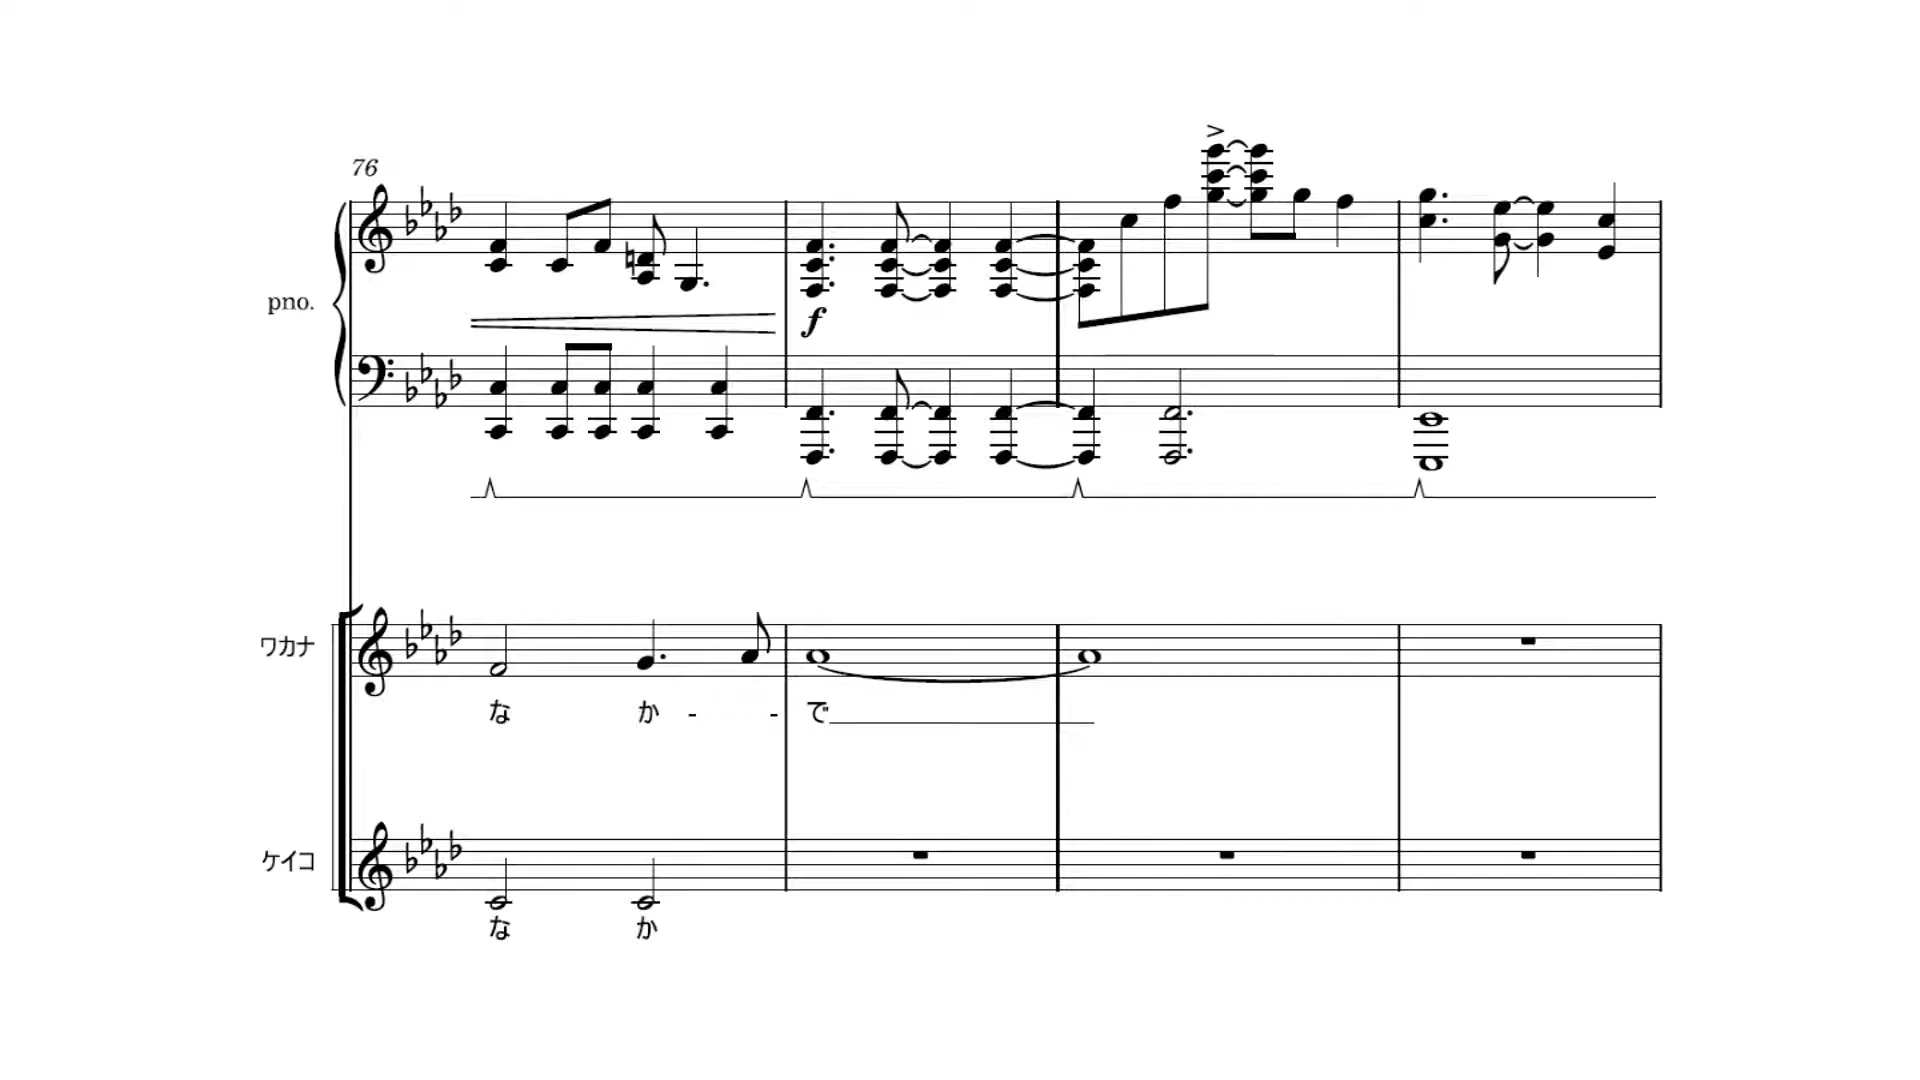 76
pno.
f
ワカナ
な か - - で
ケイコ
な か